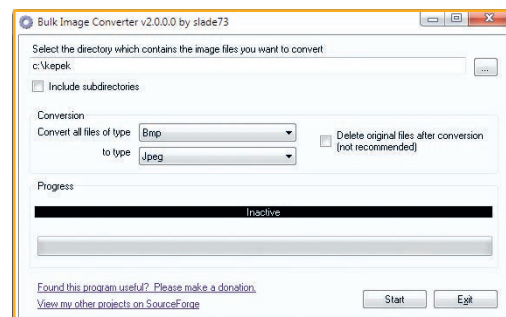 Bulk Image Converter v2.0.0.0 by slade73
Select the directory which contains the image files you want to convert
c:\kepek
...
Include subdirectories
Conversion
Convert all files of type Bmp
Delete original files after conversion
(not recommended)
to type Jpeg
Progress
Inactive
Found this program useful? Please make a donation.
View my other projects on SourceForge
Start Exit